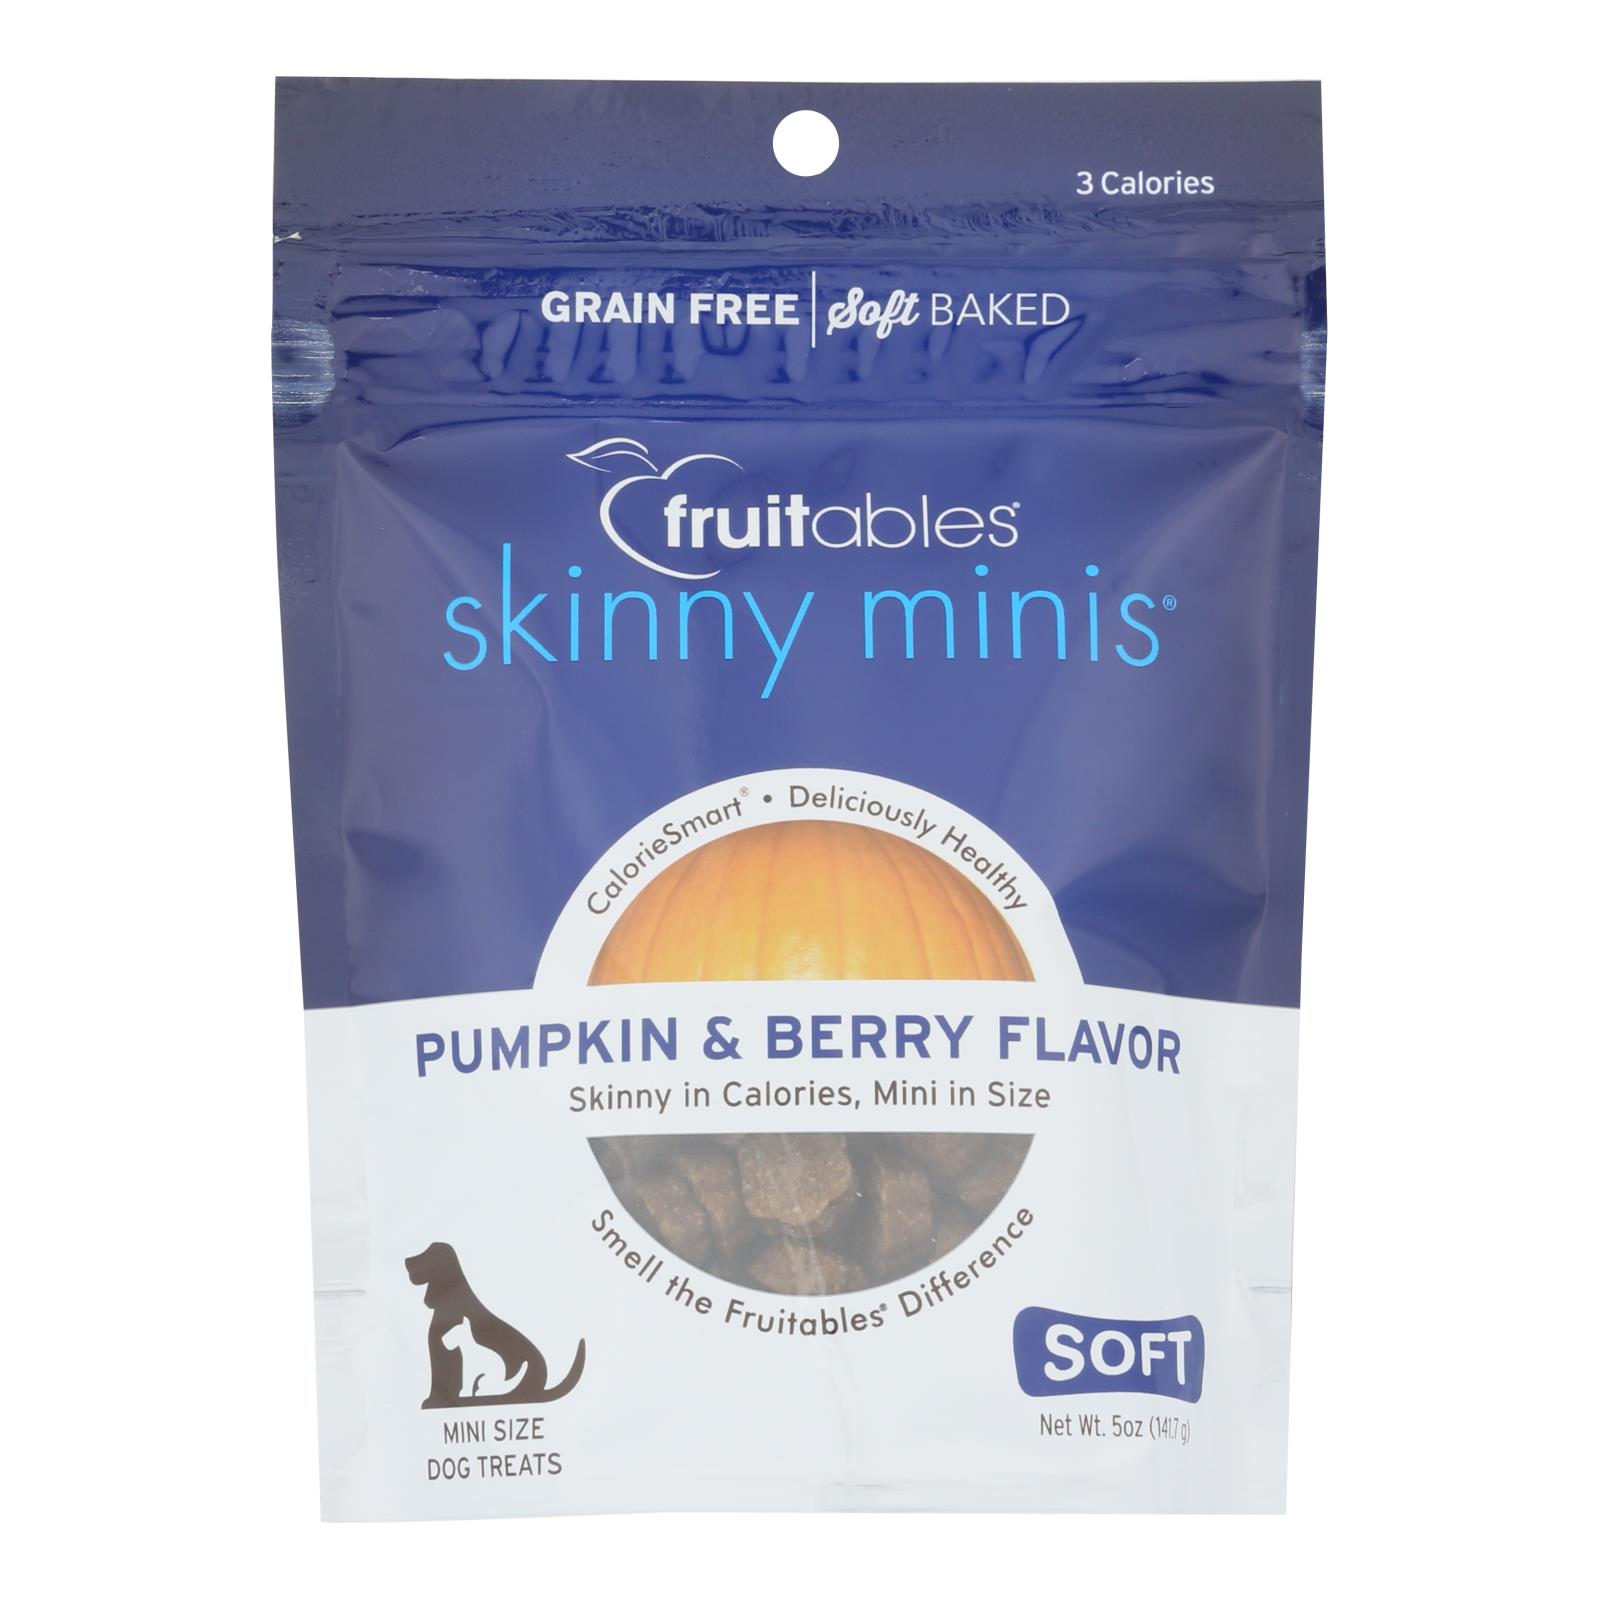 3 Calories
GRAIN FREE | Soft BAKED
fruitables®
skinny minis®
CalorieSmart® • Deliciously Healthy
PUMPKIN & BERRY FLAVOR
Skinny in Calories, Mini in Size
Smell the Fruitables® Difference
SOFT
Net Wt. 5oz (141.7 g)
MINI SIZE
DOG TREATS